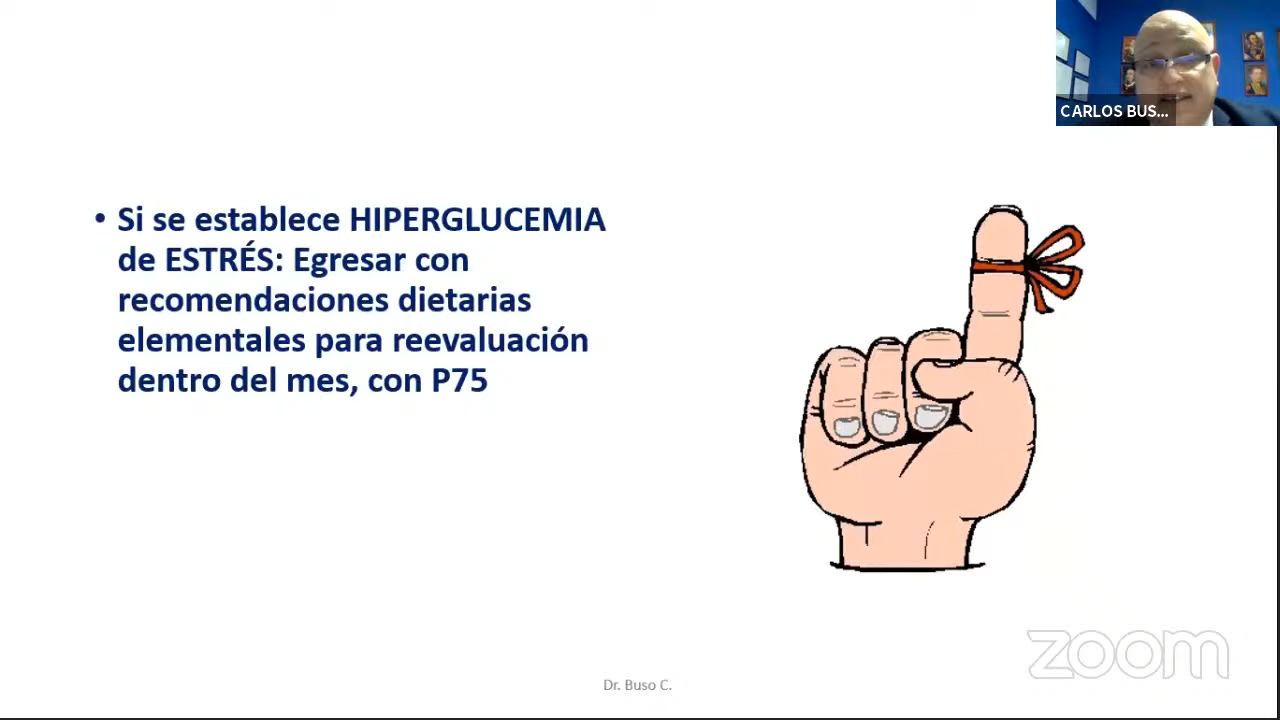 CARLOS BUS...
• Si se establece HIPERGLUCEMIA
de ESTRÉS: Egresar con
recomendaciones dietarias
elementales para reevaluación
dentro del mes, con P75
zoom
Dr. Buso C.